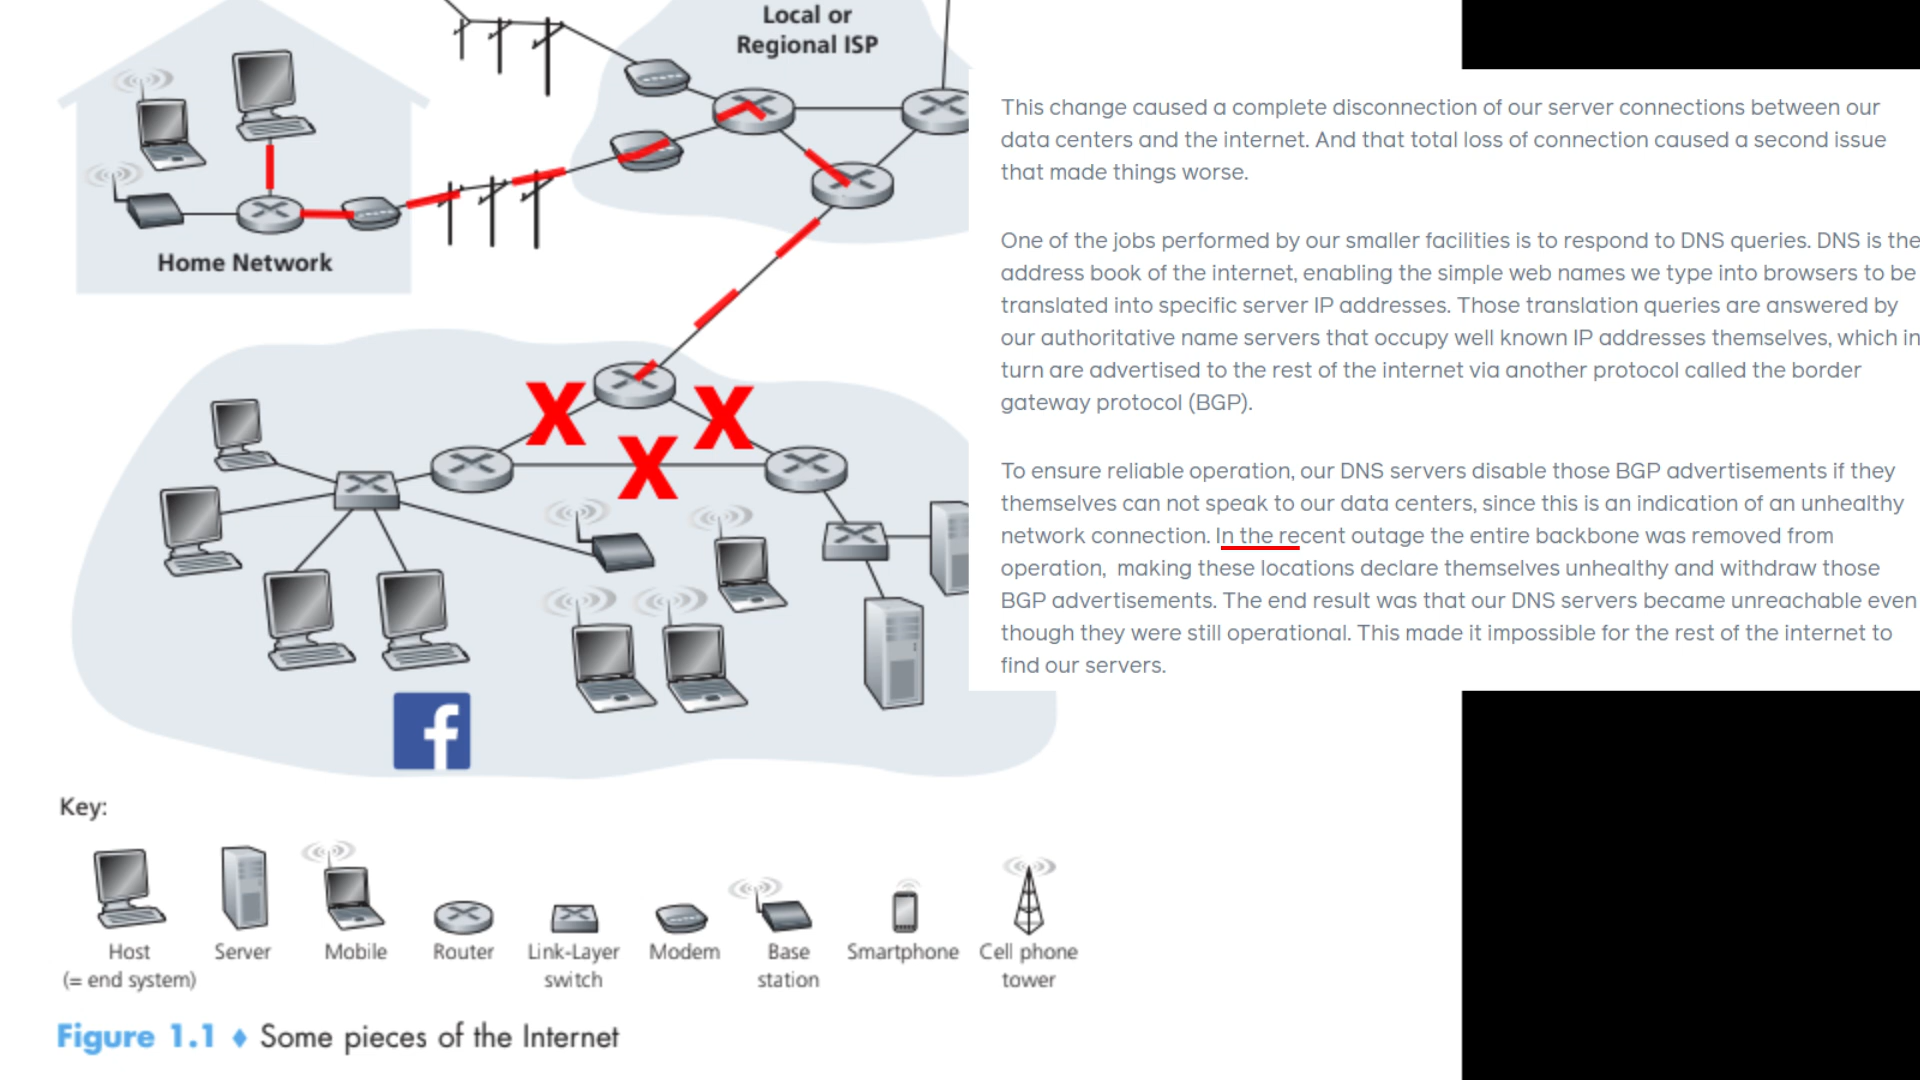 Local or
Regional ISP
Home Network
X
X
X
f
This change caused a complete disconnection of our server connections between our
data centers and the internet. And that total loss of connection caused a second issue
that made things worse.
One of the jobs performed by our smaller facilities is to respond to DNS queries. DNS is the
address book of the internet, enabling the simple web names we type into browsers to be
translated into specific server IP addresses. Those translation queries are answered by
our authoritative name servers that occupy well known IP addresses themselves, which in
turn are advertised to the rest of the internet via another protocol called the border
gateway protocol (BGP).
To ensure reliable operation, our DNS servers disable those BGP advertisements if they
themselves can not speak to our data centers, since this is an indication of an unhealthy
network connection. In the recent outage the entire backbone was removed from
operation,  making these locations declare themselves unhealthy and withdraw those
BGP advertisements. The end result was that our DNS servers became unreachable even
though they were still operational. This made it impossible for the rest of the internet to
find our servers.
Key:
Host
(= end system)
Server
Mobile
Router
Link-Layer
switch
Modem
Base
station
Smartphone
Cell phone
tower
Figure 1.1 ♦ Some pieces of the Internet